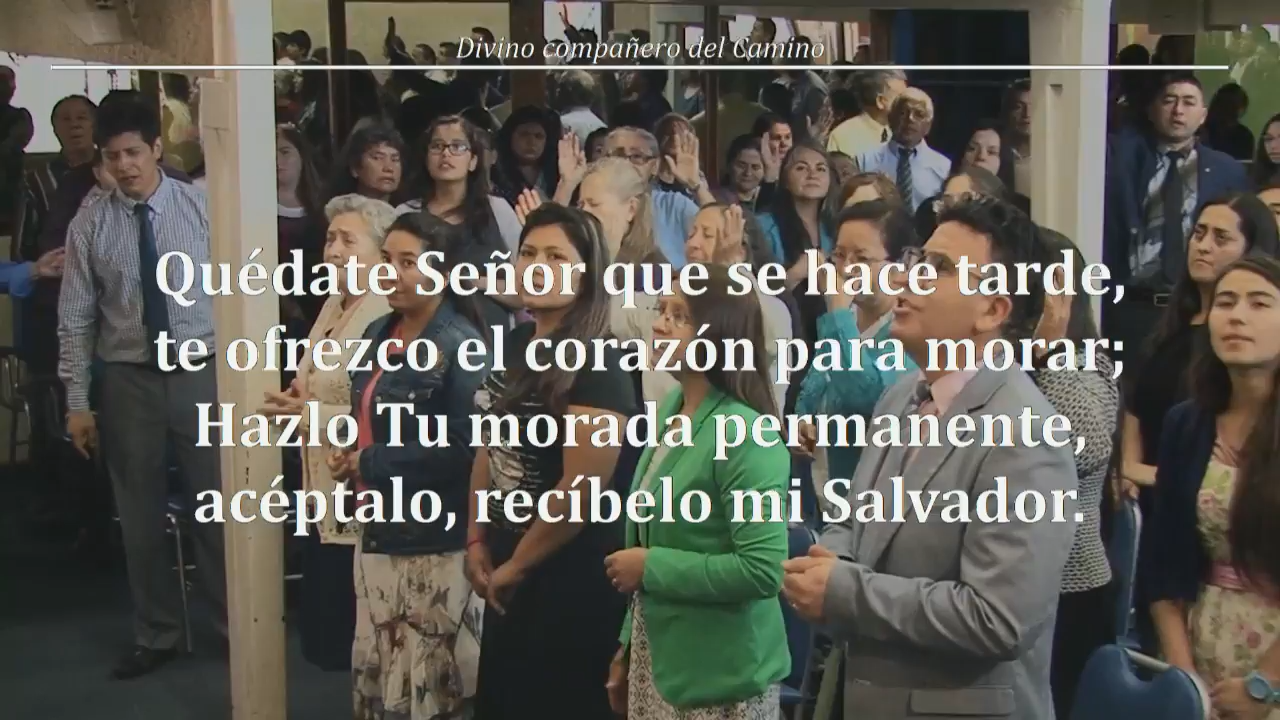 Divino compañero del Camino
Quédate Señor que se hace tarde,
te ofrezco el corazón para morar;
Hazlo Tu morada permanente,
acéptalo, recíbelo mi Salvador.